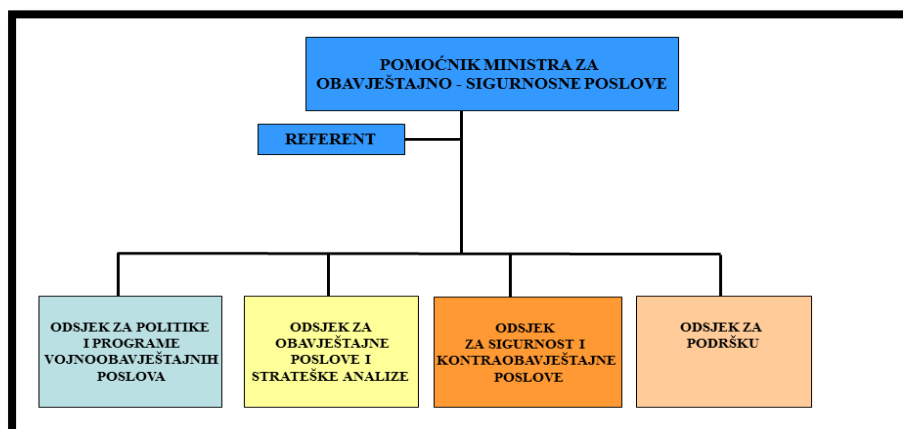 POMOĆNIK MINISTRA ZA
OBAVJEŠTAJNO - SIGURNOSNE POSLOVE
REFERENT
ODSJEK ZA POLITIKE
I PROGRAME
VOJNOOBAVJEŠTAJNIH
POSLOVA
ODSJEK ZA
OBAVJEŠTAJNE
POSLOVE I
STRATEŠKE ANALIZE
ODSJEK
ZA SIGURNOST I
KONTRAOBAVJEŠTAJNE
POSLOVE
ODSJEK ZA
PODRŠKU